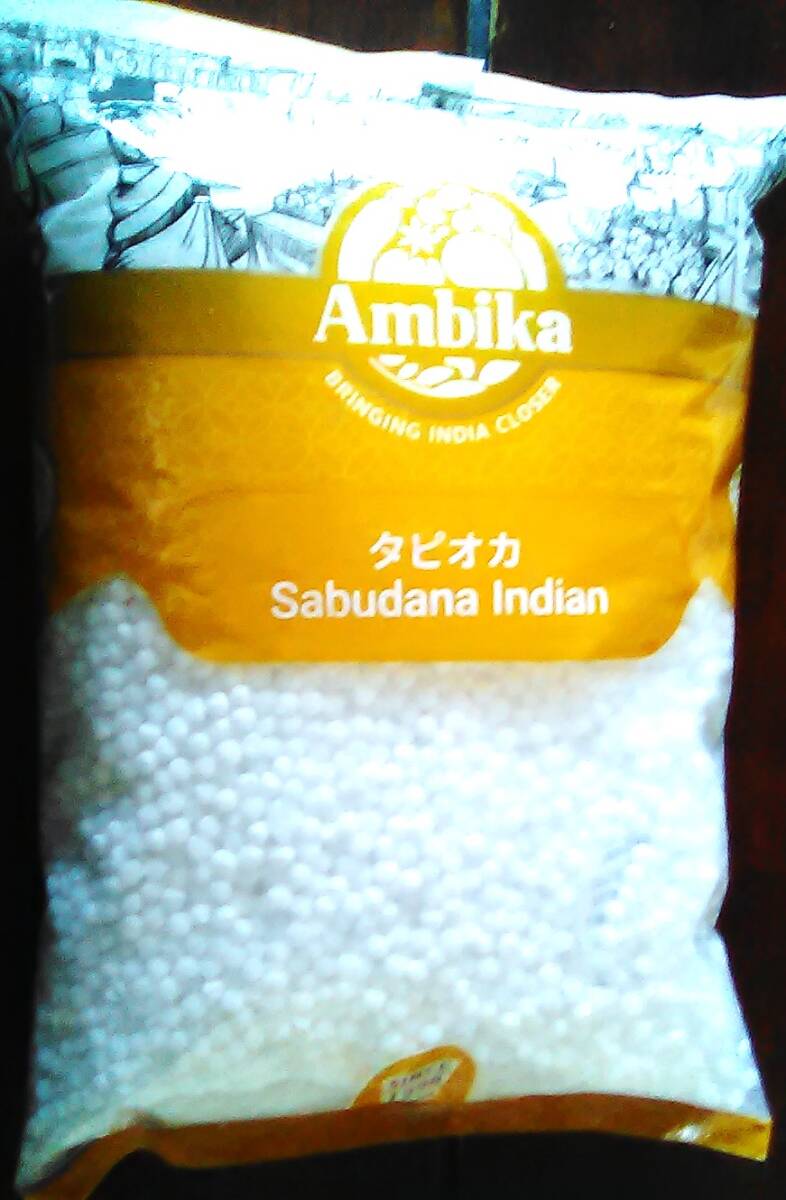 Ambika
BRINGING INDIA CLOSER
タピオカ
Sabudana Indian